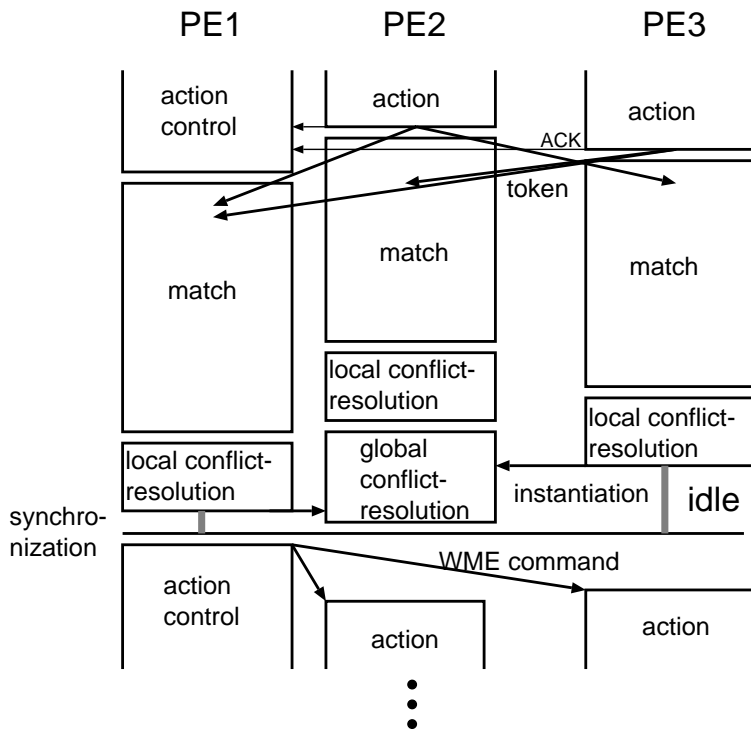 PE1
PE2
PE3
action
control
action
action
ACK
token
match
match
match
local conflict-
resolution
local conflict-
resolution
local conflict-
resolution
global
conflict-
resolution
instantiation
idle
synchro-
nization
WME command
action
control
action
action